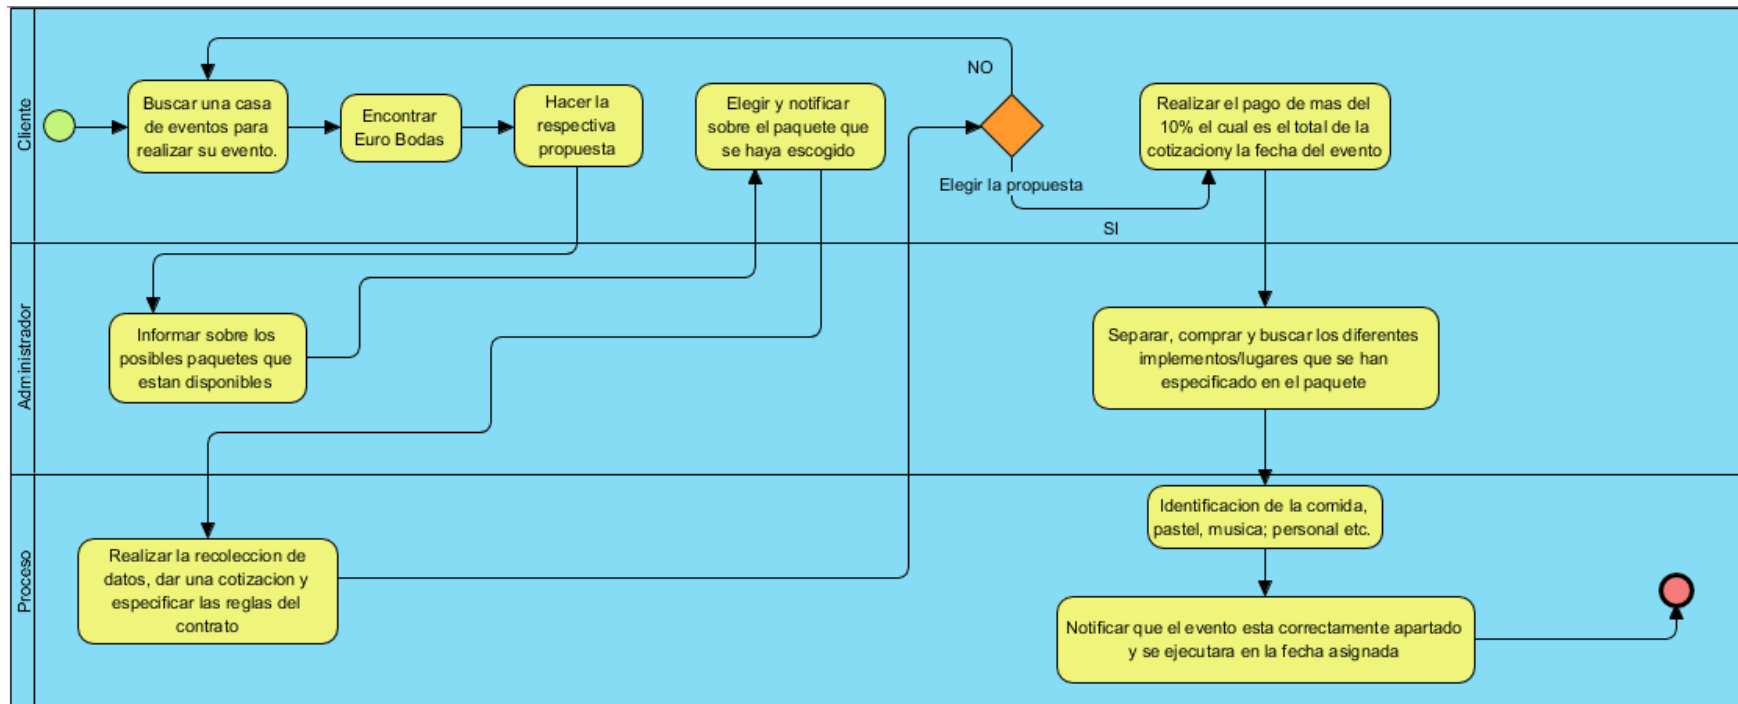 Cliente
Buscar una casa
de eventos para
realizar su evento.
Encontrar
Euro Bodas
Hacer la
respectiva
propuesta
Elegir y notificar
sobre el paquete que
se haya escogido
NO
Elegir la propuesta
SI
Realizar el pago de mas del
10% el cual es el total de la
cotizaciony la fecha del evento
Administrador
Informar sobre los
posibles paquetes que
estan disponibles
Separar, comprar y buscar los diferentes
implementos/lugares que se han
especificado en el paquete
Proceso
Realizar la recoleccion de
datos, dar una cotizacion y
especificar las reglas del
contrato
Identificacion de la comida,
pastel, musica; personal etc.
Notificar que el evento esta correctamente apartado
y se ejecutara en la fecha asignada